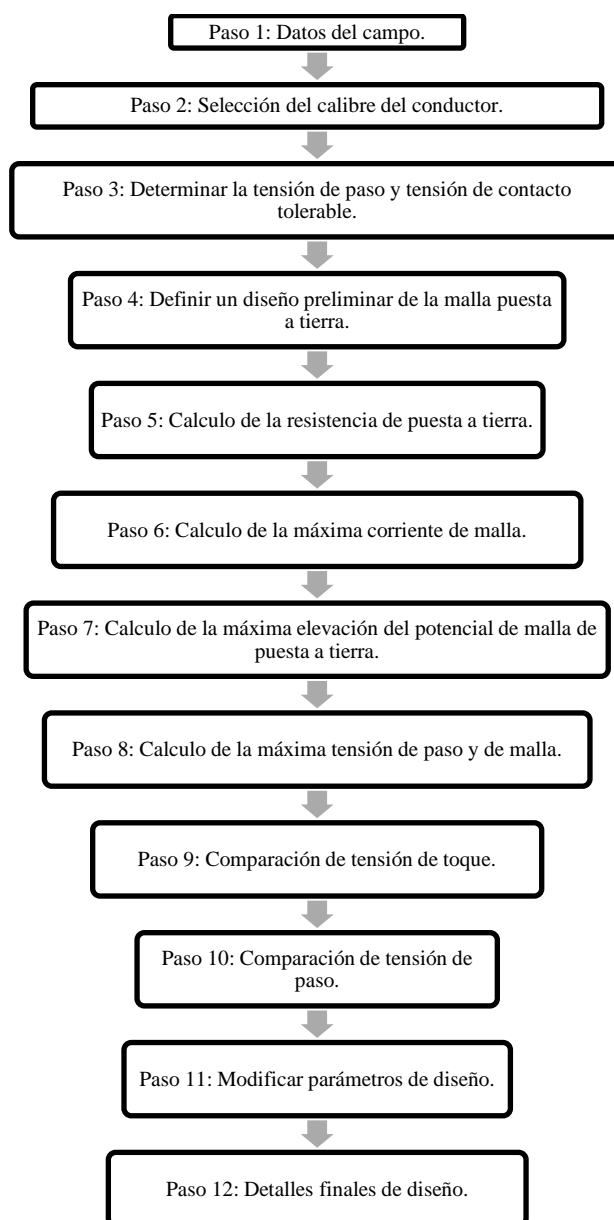 Paso 1: Datos del campo.
Paso 2: Selección del calibre del conductor.
Paso 3: Determinar la tensión de paso y tensión de contacto
tolerable.
Paso 4: Definir un diseño preliminar de la malla puesta
a tierra.
Paso 5: Calculo de la resistencia de puesta a tierra.
Paso 6: Calculo de la máxima corriente de malla.
Paso 7: Calculo de la máxima elevación del potencial de malla de
puesta a tierra.
Paso 8: Calculo de la máxima tensión de paso y de malla.
Paso 9: Comparación de tensión de toque.
Paso 10: Comparación de tensión de
paso.
Paso 11: Modificar parámetros de diseño.
Paso 12: Detalles finales de diseño.